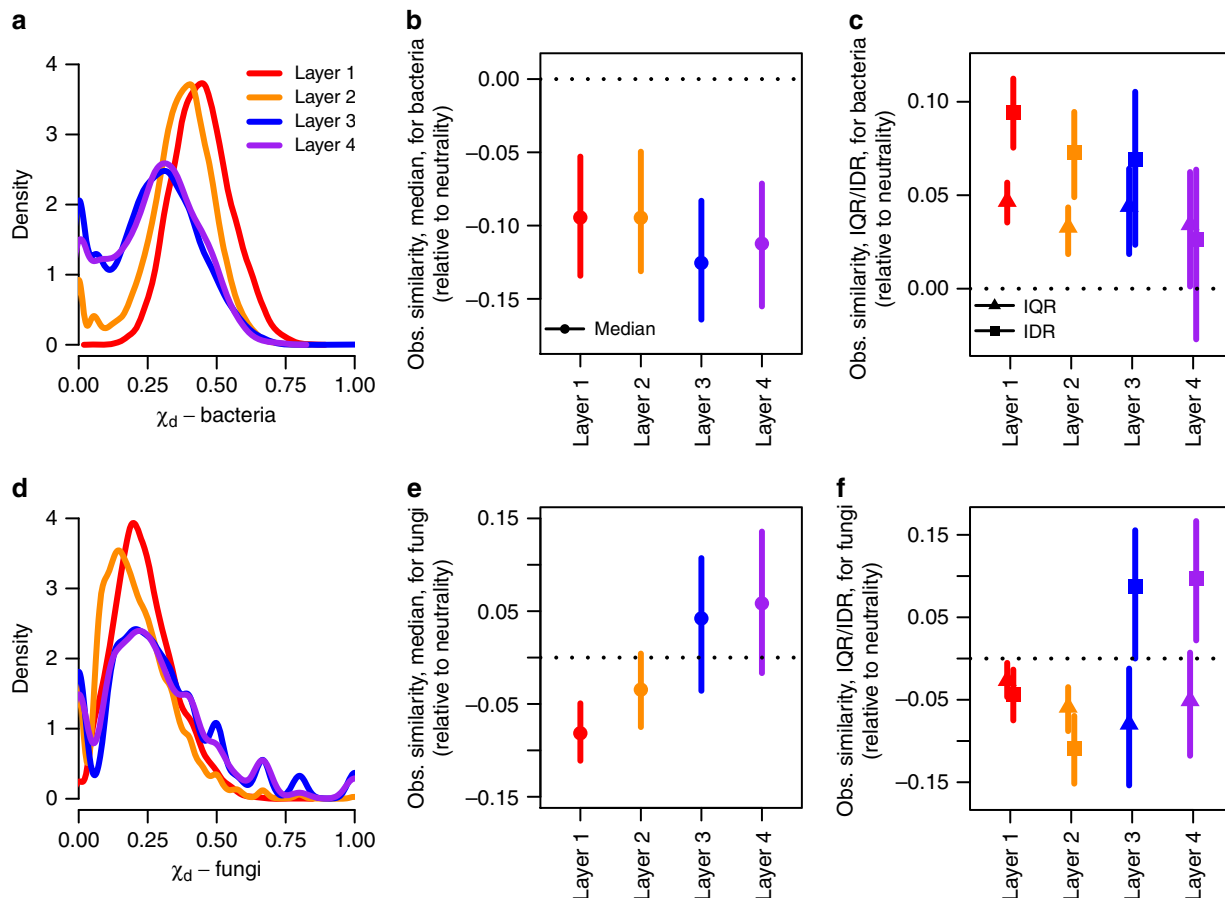 a
4
3
2
1
0
Density
Layer 1
Layer 2
Layer 3
Layer 4
0.00 0.25 0.50 0.75 1.00
χd – bacteria
b
Obs. similarity, median, for bacteria
(relative to neutrality)
0.00
–0.05
–0.10
–0.15
Median
Layer 1
Layer 2
Layer 3
Layer 4
c
Obs. similarity, IQR/IDR, for bacteria
(relative to neutrality)
0.10
0.05
0.00
IQR
IDR
Layer 1
Layer 2
Layer 3
Layer 4
d
4
3
2
1
0
Density
0.00 0.25 0.50 0.75 1.00
χd – fungi
e
Obs. similarity, median, for fungi
(relative to neutrality)
0.15
0.05
–0.05
–0.15
Layer 1
Layer 2
Layer 3
Layer 4
f
Obs. similarity, IQR/IDR, for fungi
(relative to neutrality)
0.15
0.05
–0.05
–0.15
Layer 1
Layer 2
Layer 3
Layer 4